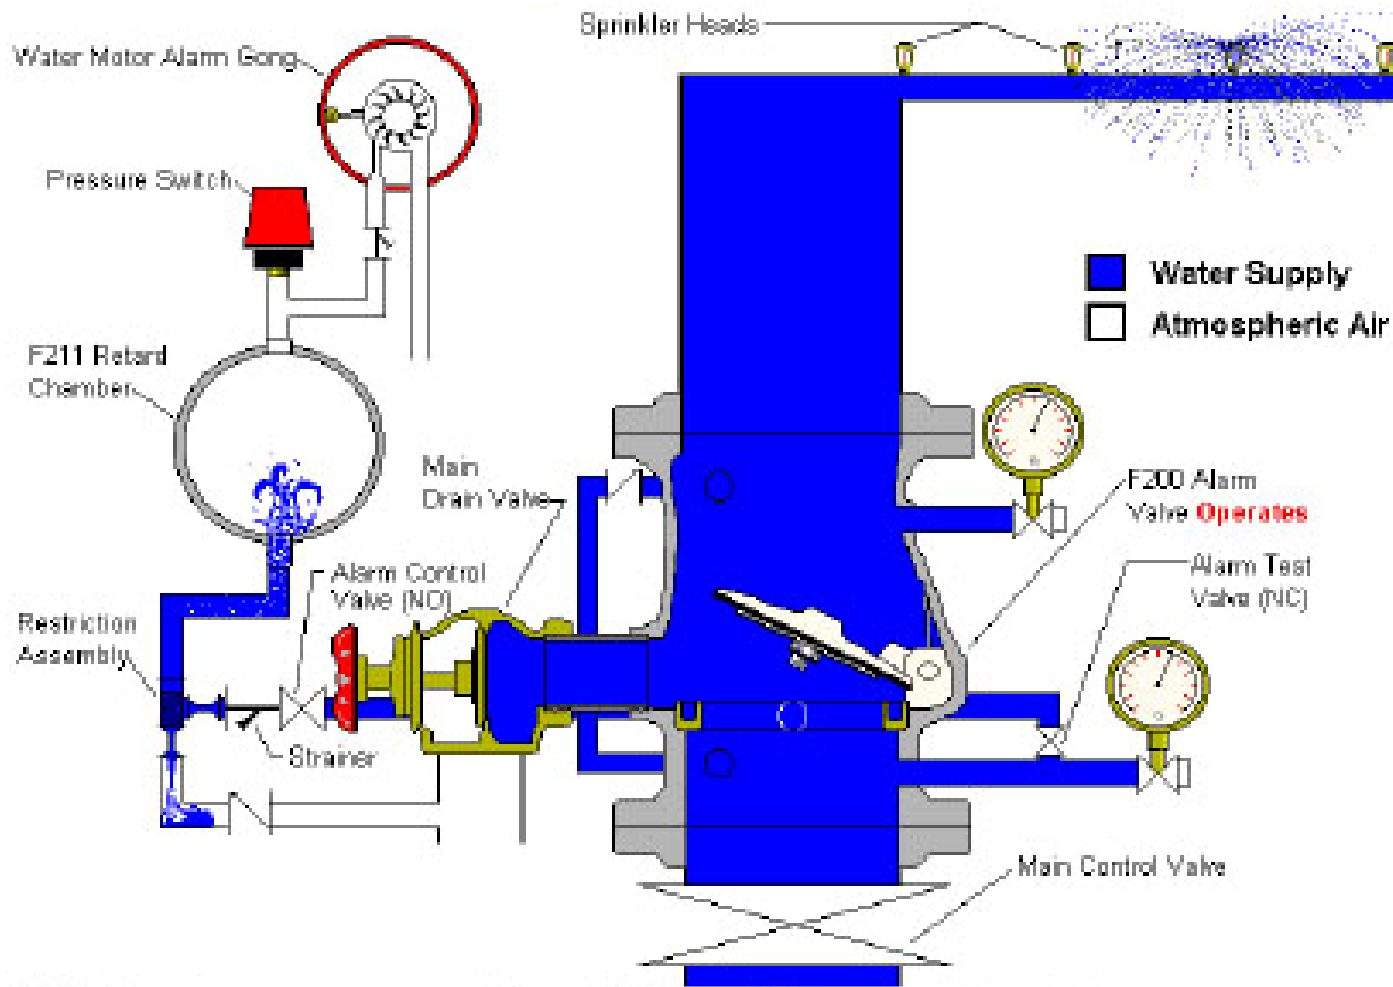 Sprinkler Heads
Water Motor Alarm Gong
Pressure Switch
Water Supply
Atmospheric Air
F211 Retard
Chamber
Main
Drain Valve
F200 Alarm
Valve Operates
Alarm Control
Valve (NO)
Alarm Test
Valve (NC)
Restriction
Assembly
Strainer
Main Control Valve